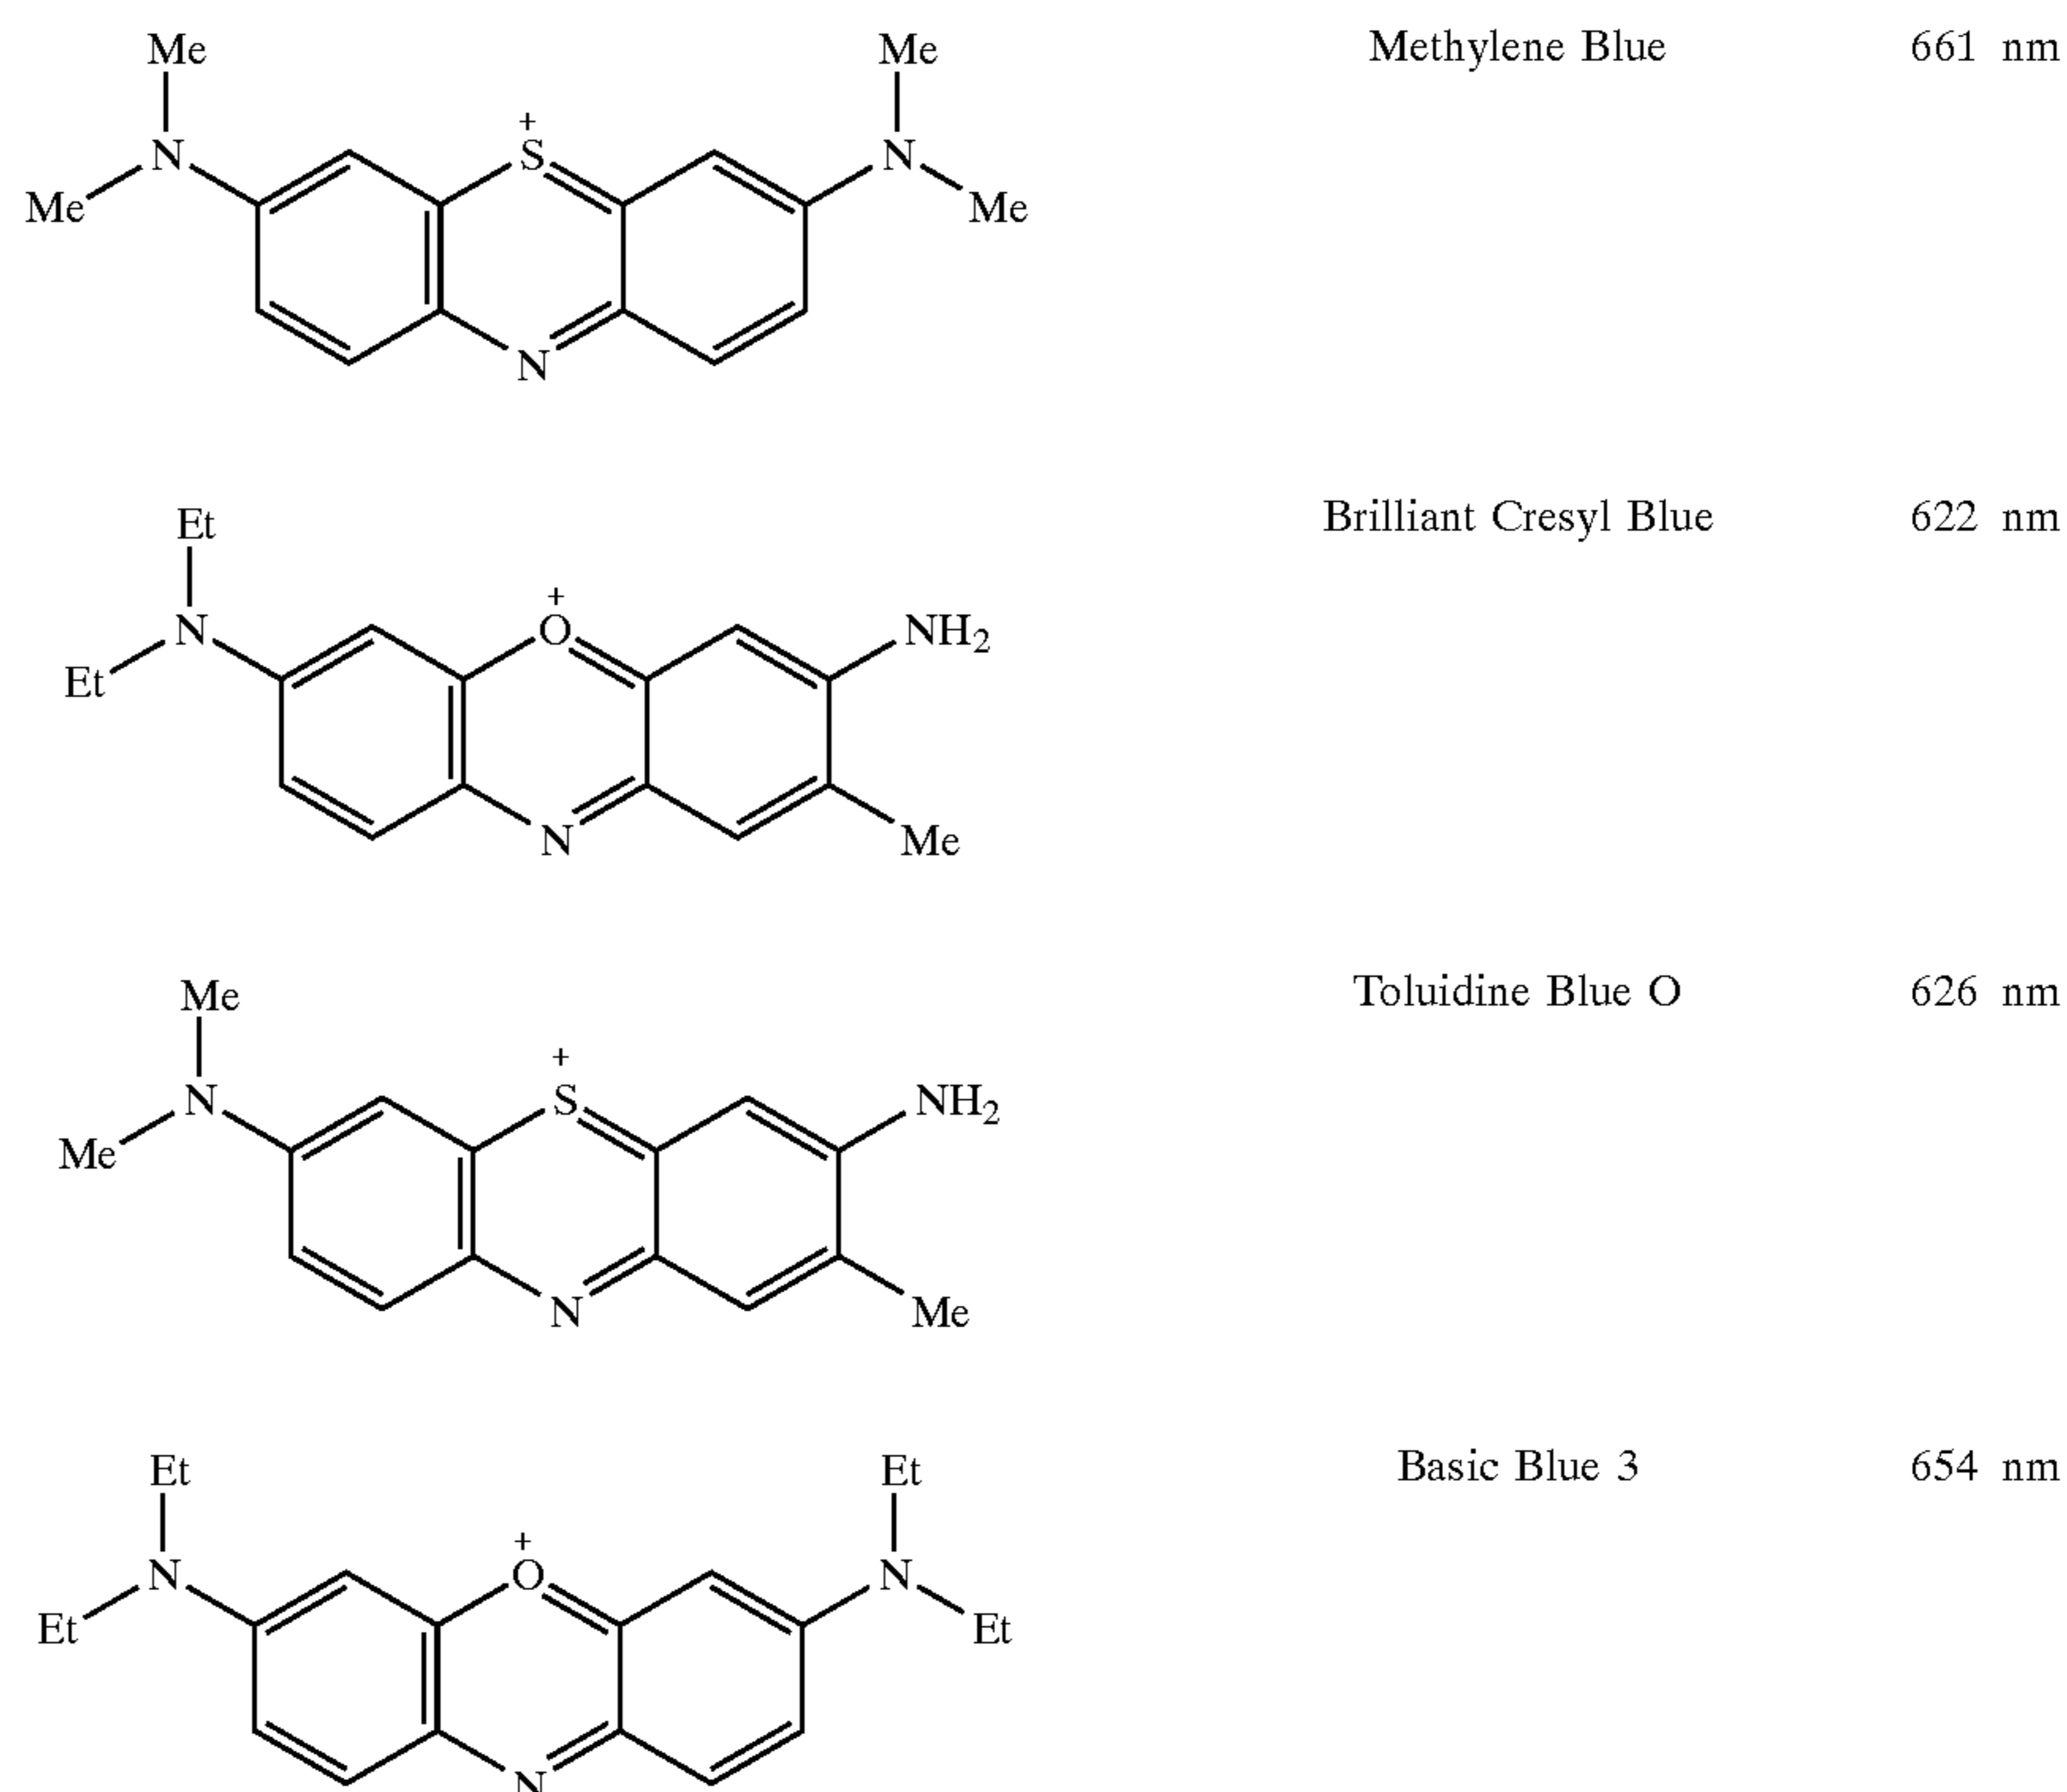 Me Me Methylene Blue 661 nm
+
N S N
Me Me
N
Et Brilliant Cresyl Blue 622 nm
+
N O NH2
Et
N Me
Me Toluidine Blue O 626 nm
+
N S NH2
Me
N Me
Et Et Basic Blue 3 654 nm
+
N O N
Et Et
N